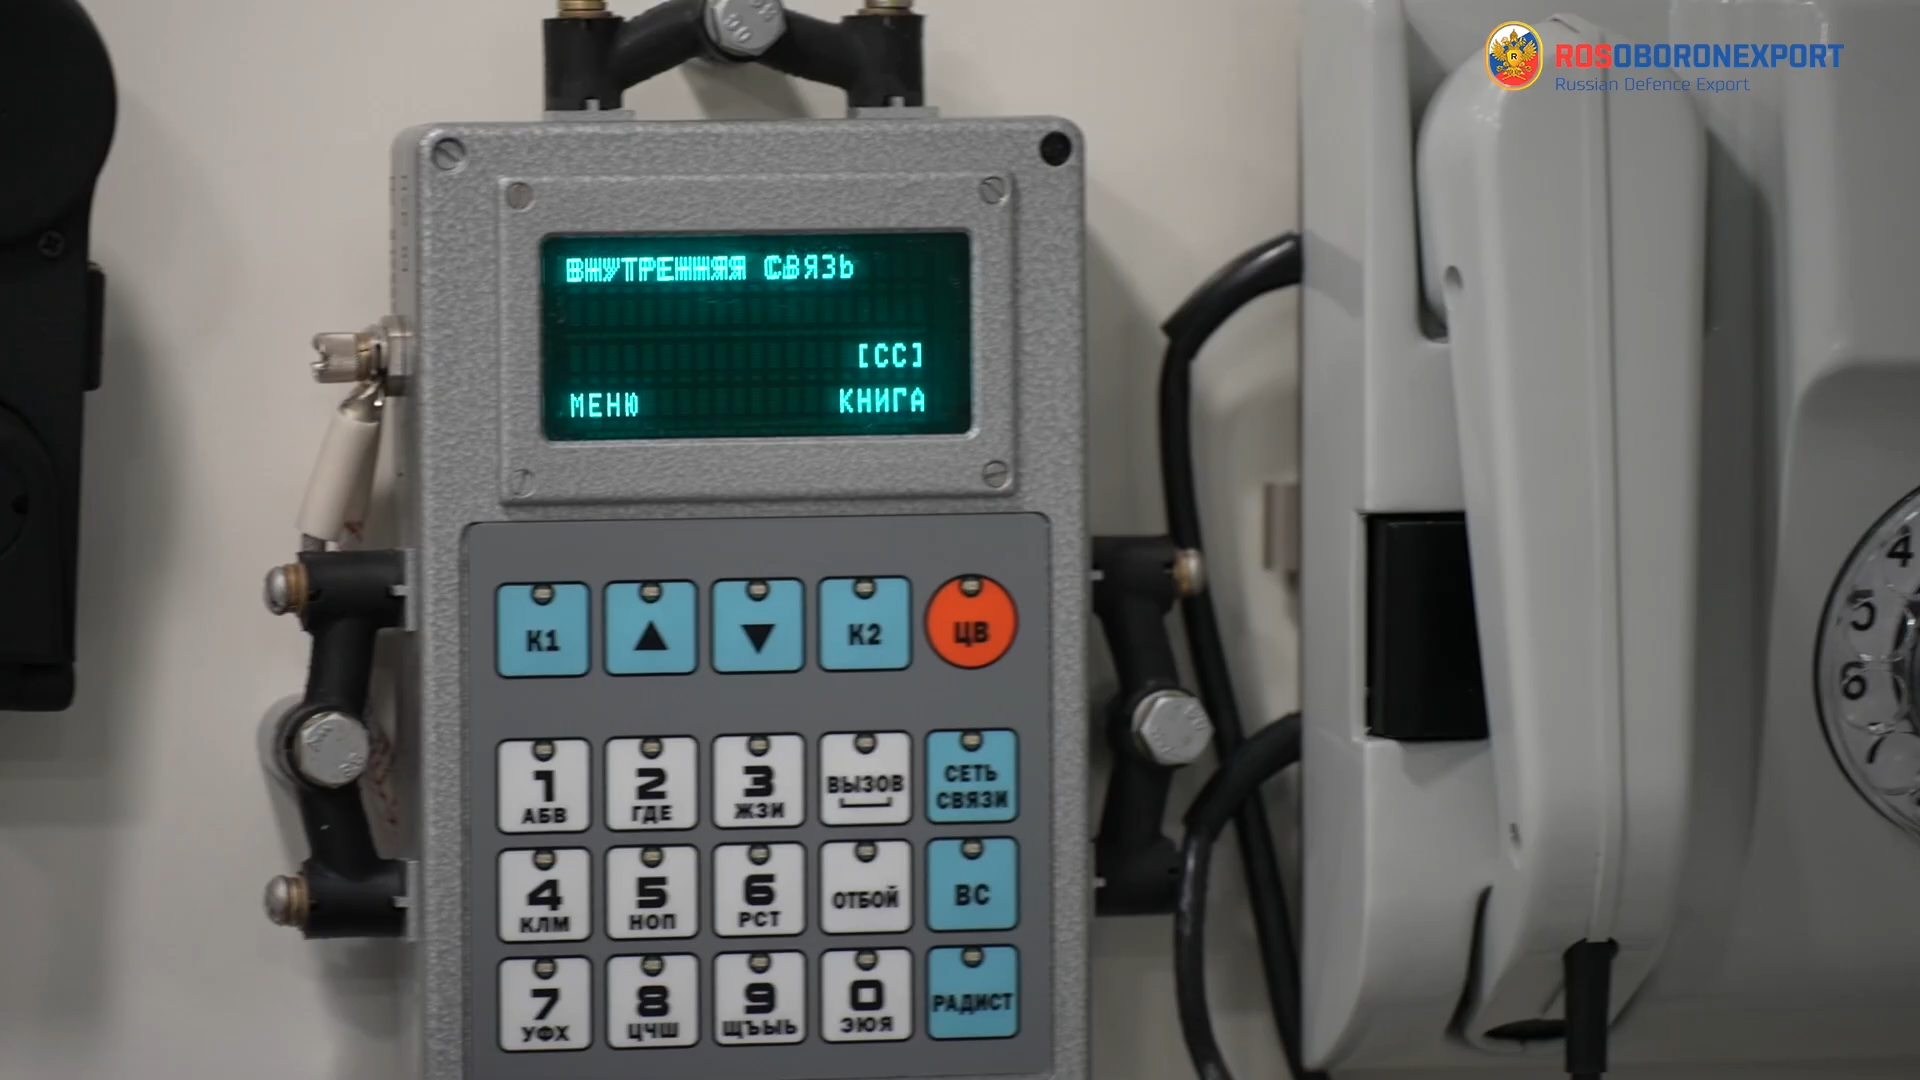 ROSOBORONEXPORT
Russian Defence Export
ВНУТРЕННЯЯ СВЯЗЬ
[СС]
МЕНЮ КНИГА
К1 ▲ ▼ К2 ЦВ
1 АБВ
2 ГДЕ
3 ЖЗИ
ВЫЗОВ
СЕТЬ СВЯЗИ
4 КЛМ
5 НОП
6 РСТ
ОТБОЙ
ВС
7 УФХ
8 ЦЧШ
9 ЩЪЫЬ
0 ЭЮЯ
РАДИСТ
4
5
6
7